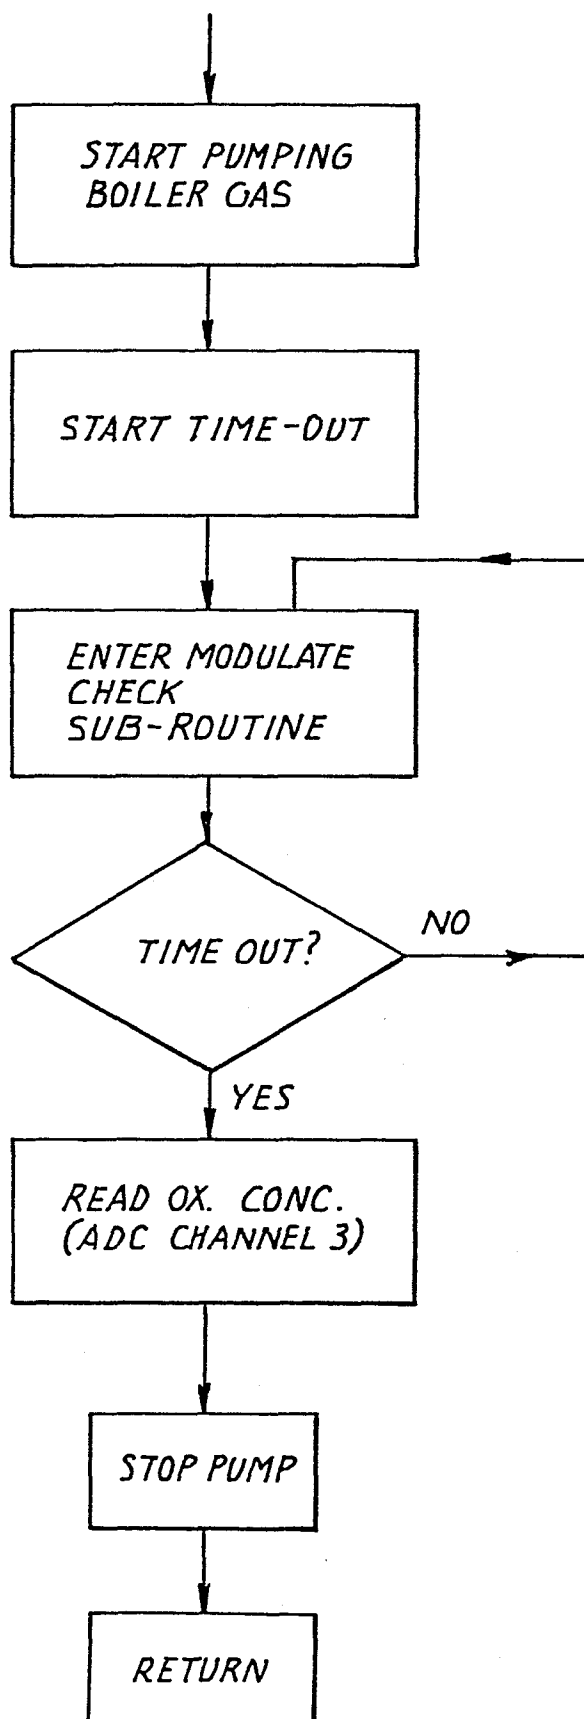 START PUMPING
BOILER GAS
START TIME-OUT
ENTER MODULATE
CHECK
SUB-ROUTINE
TIME OUT?
NO
YES
READ OX. CONC.
(ADC CHANNEL 3)
STOP PUMP
RETURN